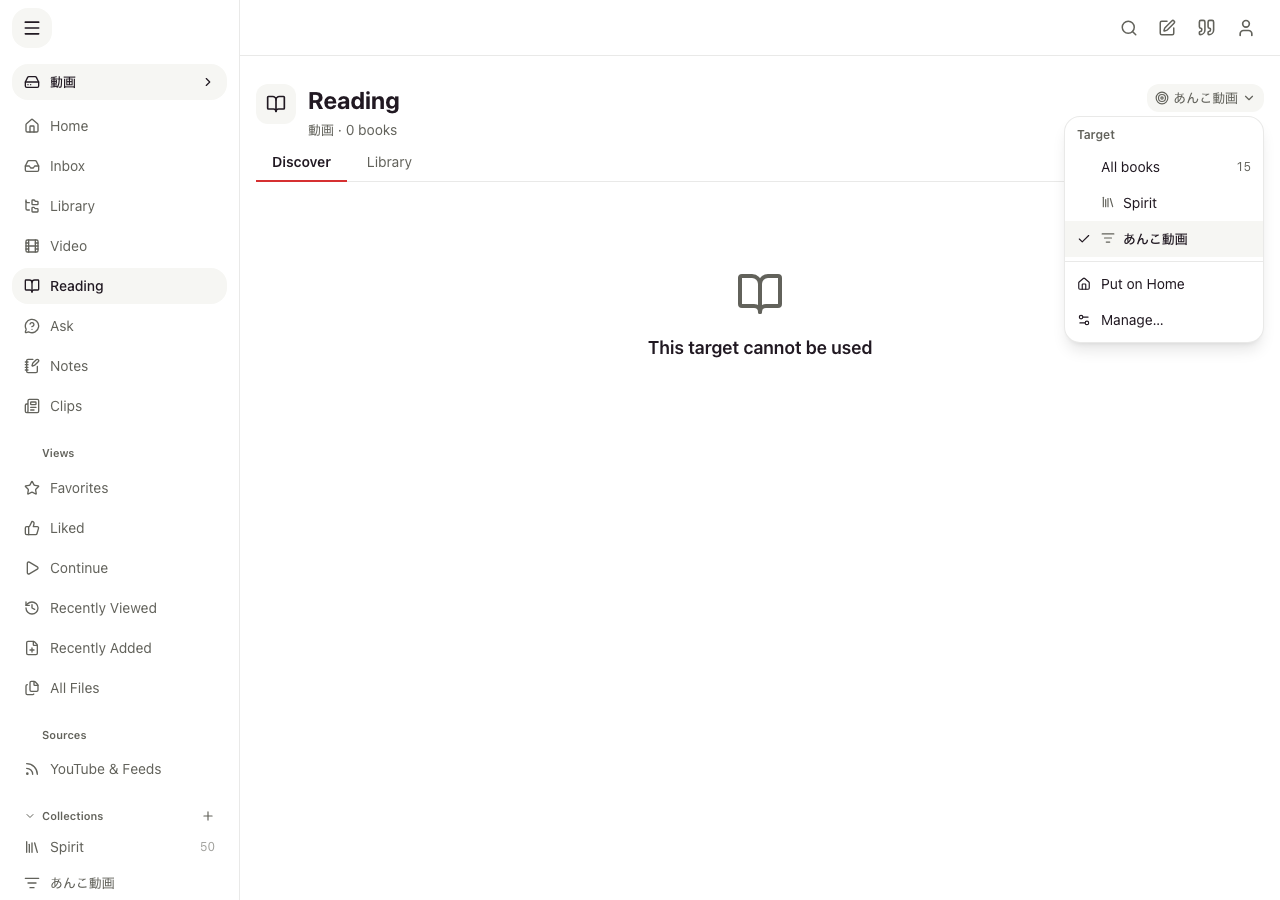 動画
Home
Inbox
Library
Video
Reading
Ask
Notes
Clips
Views
Favorites
Liked
Continue
Recently Viewed
Recently Added
All Files
Sources
YouTube & Feeds
Collections
Spirit 50
あんこ動画
Reading
動画 · 0 books
Discover Library
This target cannot be used
あんこ動画
Target
All books 15
Spirit
あんこ動画
Put on Home
Manage...